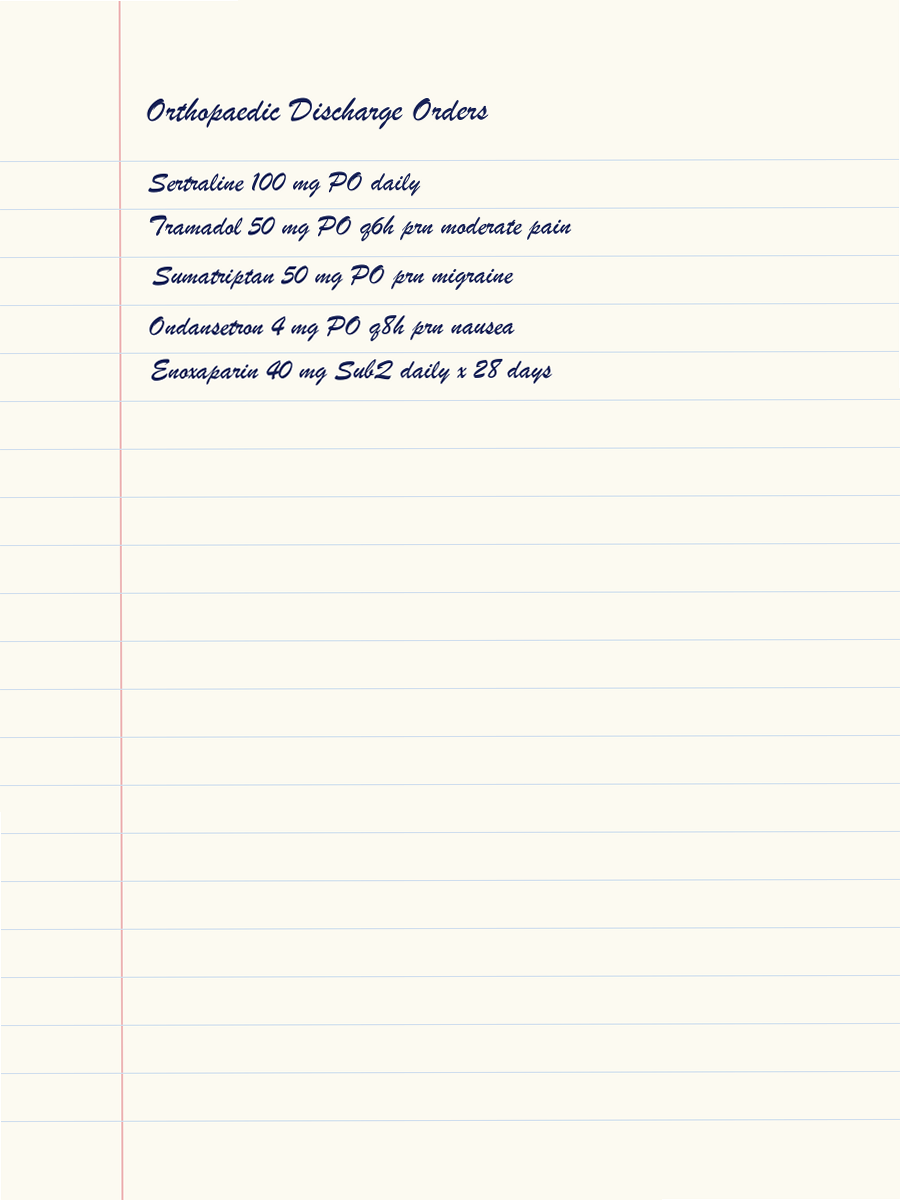 Orthopaedic Discharge Orders
Sertraline 100 mg PO daily
Tramadol 50 mg PO q6h prn moderate pain
Sumatriptan 50 mg PO prn migraine
Ondansetron 4 mg PO q8h prn nausea
Enoxaparin 40 mg SubQ daily x 28 days